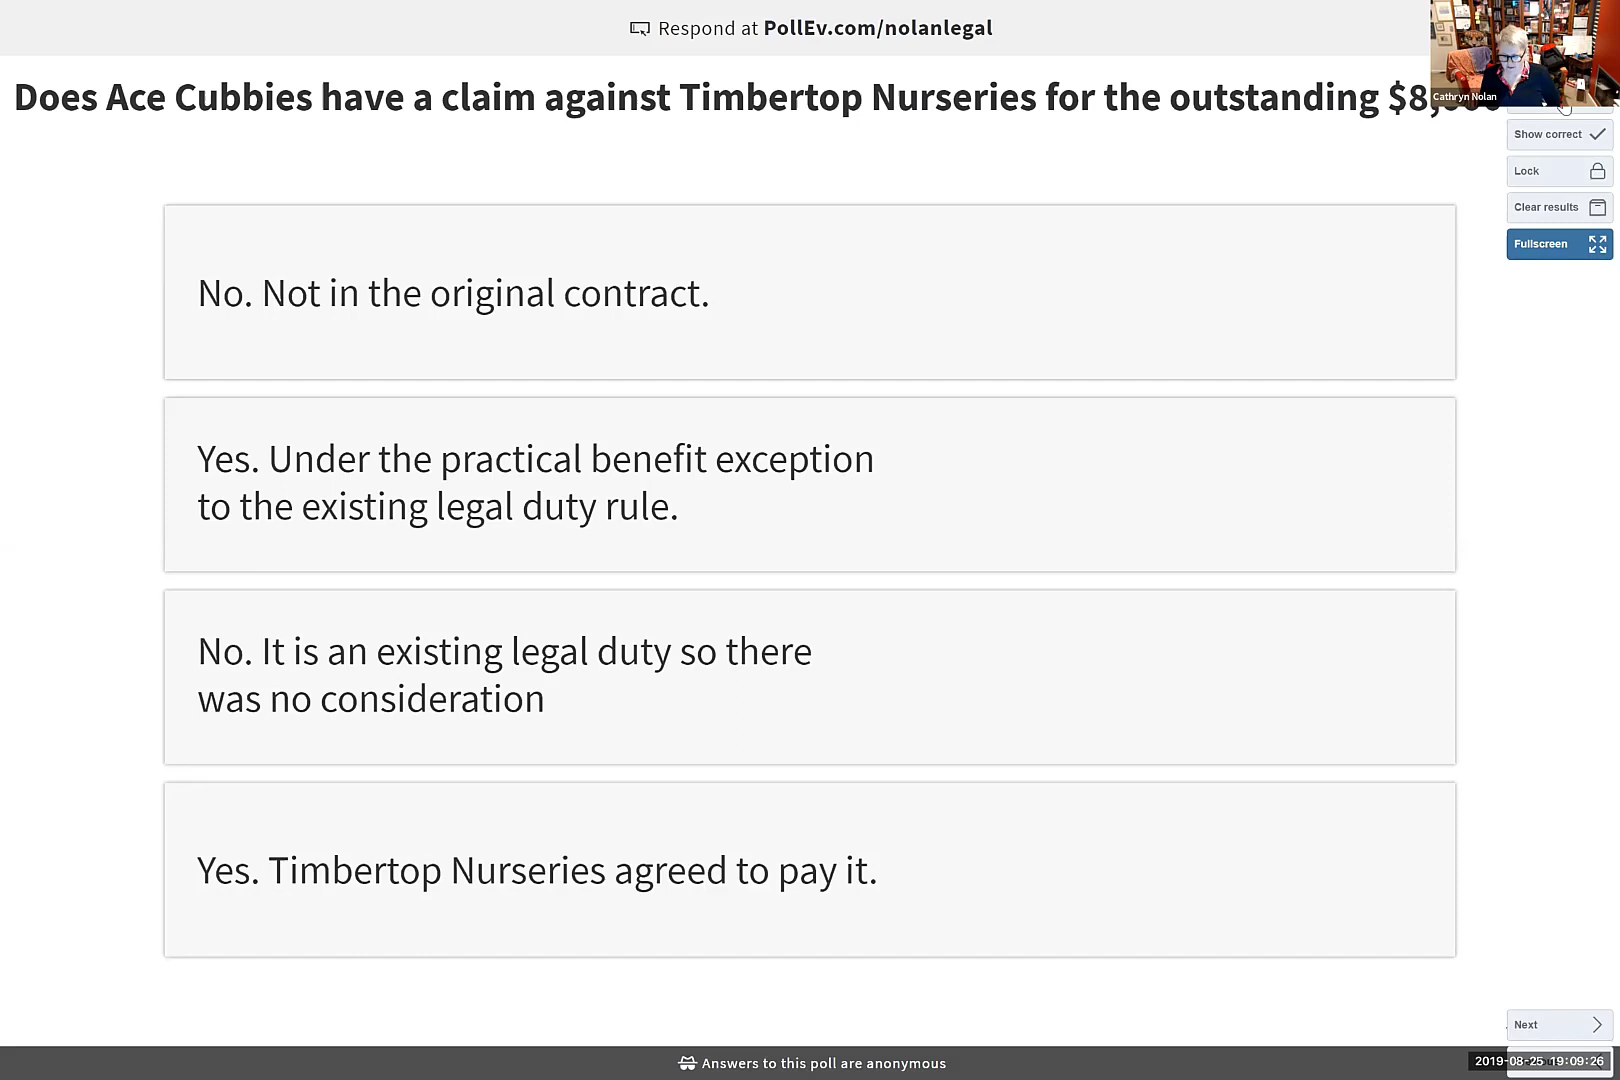 Respond at PollEv.com/nolanlegal
Does Ace Cubbies have a claim against Timbertop Nurseries for the outstanding $8,
Cathryn Nolan
Show correct
Lock
Clear results
Fullscreen
No. Not in the original contract.
Yes. Under the practical benefit exception
to the existing legal duty rule.
No. It is an existing legal duty so there
was no consideration
Yes. Timbertop Nurseries agreed to pay it.
Next
Answers to this poll are anonymous
2019-08-25 19:09:26